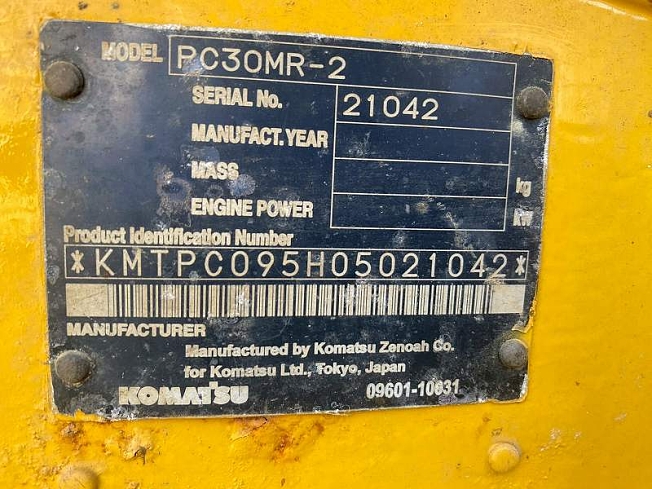 MODEL PC30MR-2
SERIAL No. 21042
MANUFACT. YEAR
MASS kg
ENGINE POWER kW
Product Identification Number
*KMTPC095H05021042*
MANUFACTURER
Manufactured by Komatsu Zenoah Co.
for Komatsu Ltd., Tokyo, Japan
KOMATSU 09601-10631